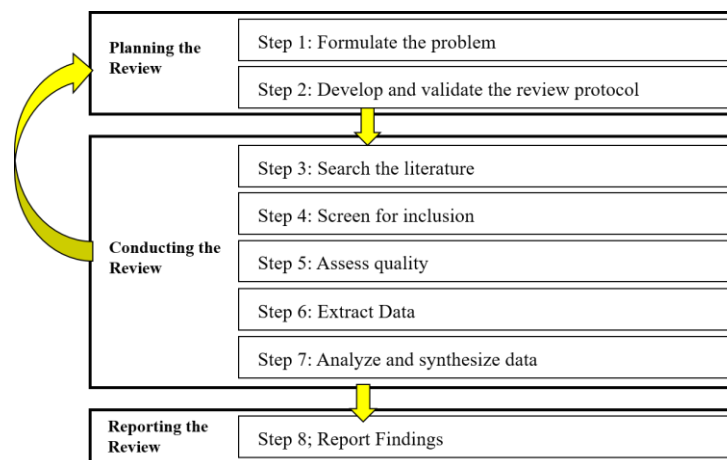 Planning the
Review
Step 1: Formulate the problem
Step 2: Develop and validate the review protocol
Conducting the
Review
Step 3: Search the literature
Step 4: Screen for inclusion
Step 5: Assess quality
Step 6: Extract Data
Step 7: Analyze and synthesize data
Reporting the
Review
Step 8; Report Findings